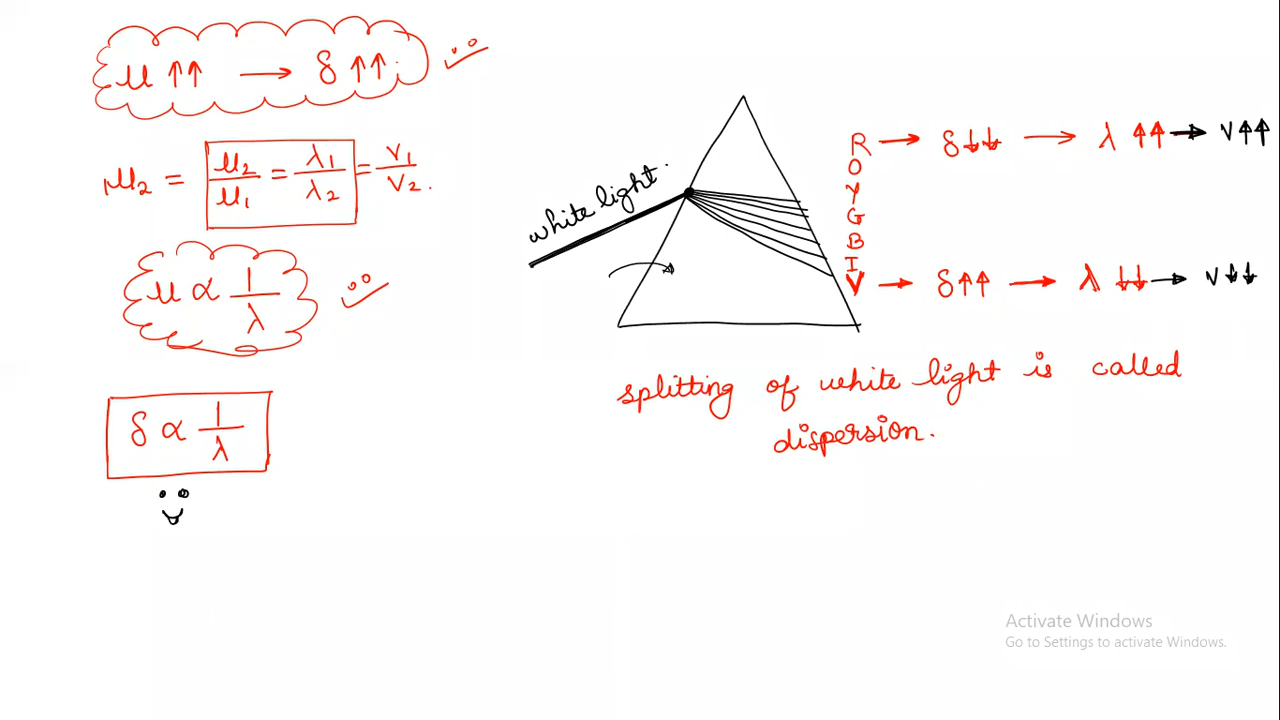 μ ↑↑ → δ ↑↑.
₁μ₂ = μ₂/μ₁ = λ₁/λ₂ = v₁/v₂.
μ ∝ 1/λ
δ ∝ 1/λ
white light.
R → δ↓↓ → λ ↑↑ → v↑↑
O
Y
G
B
I
V → δ↑↑ → λ ↓↓ → v↓↓
splitting of white light is called
dispersion.
Activate Windows
Go to Settings to activate Windows.